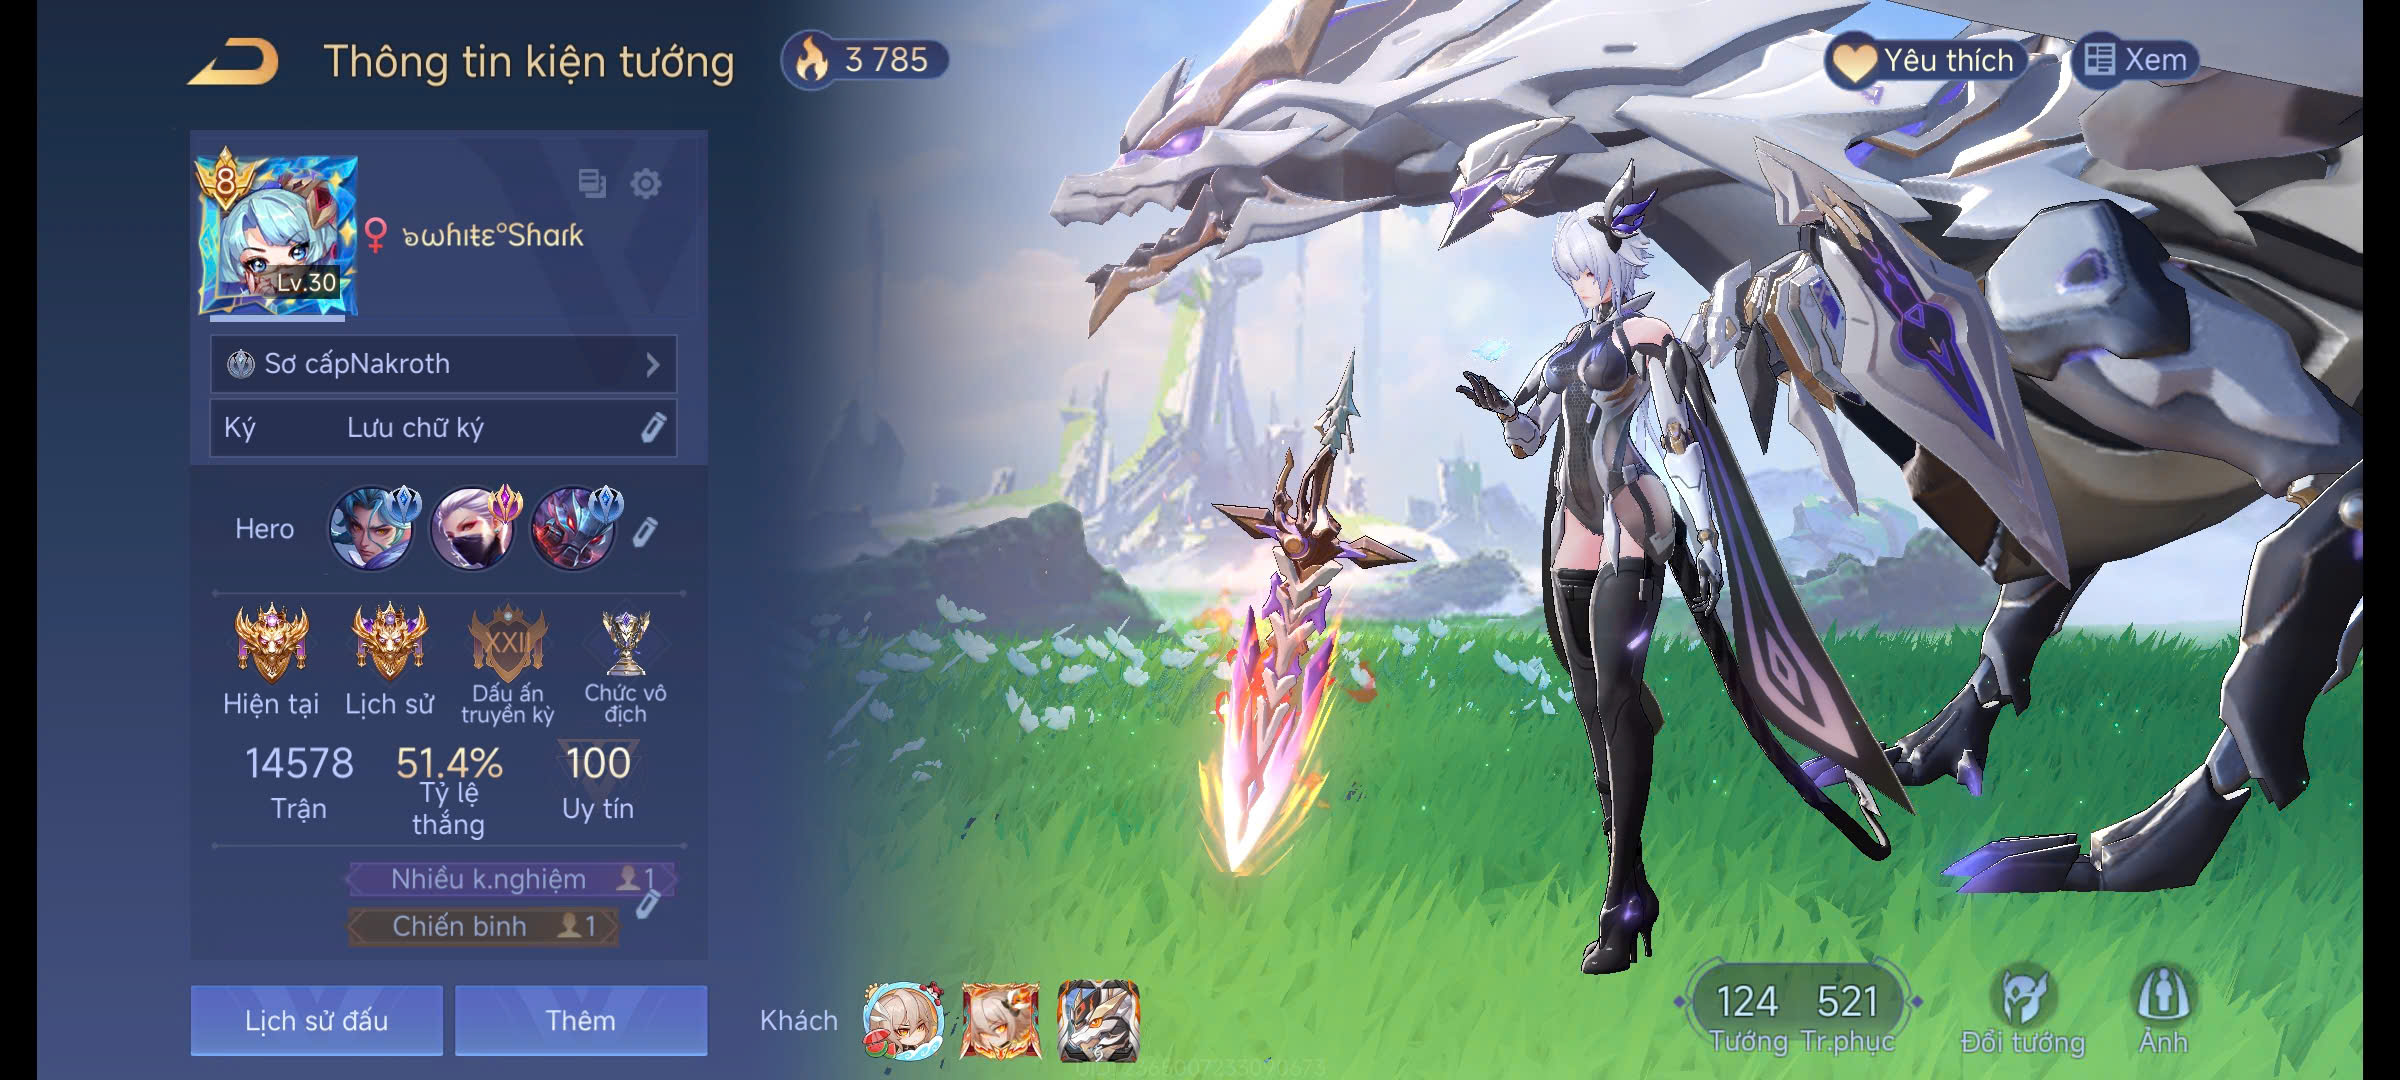 Thông tin kiện tướng
3 785
Yêu thích
Xem
8
Lv.30
ʚωhιtε°Shαrk
Sơ cấpNakroth
Ký Lưu chữ ký
Hero
XXII
Hiện tại
Lịch sử
Dấu ấn
truyền kỳ
Chức vô
địch
14578
Trận
51.4%
Tỷ lệ
thắng
100
Uy tín
Nhiều k.nghiệm 1
Chiến binh 1
Lịch sử đấu
Thêm
Khách
124 521
Tướng Tr.phục
Đổi tướng
Ảnh